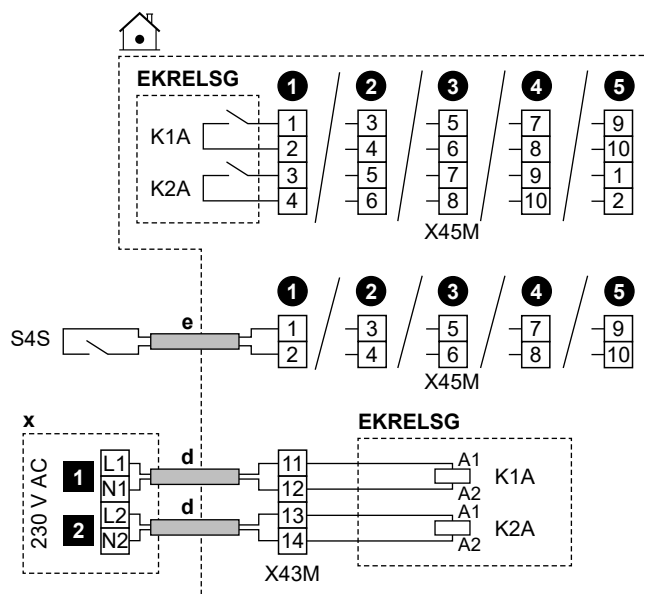 EKRELSG
1 2 3 4 5
K1A
1 3 5 7 9
2 4 6 8 10
K2A
3 5 7 9 1
4 6 8 10 2
X45M
1 2 3 4 5
S4S
e
1 3 5 7 9
2 4 6 8 10
X45M
x
EKRELSG
230 V AC
1
L1
N1
d
11
12
A1
A2
K1A
2
L2
N2
d
13
14
A1
A2
K2A
X43M